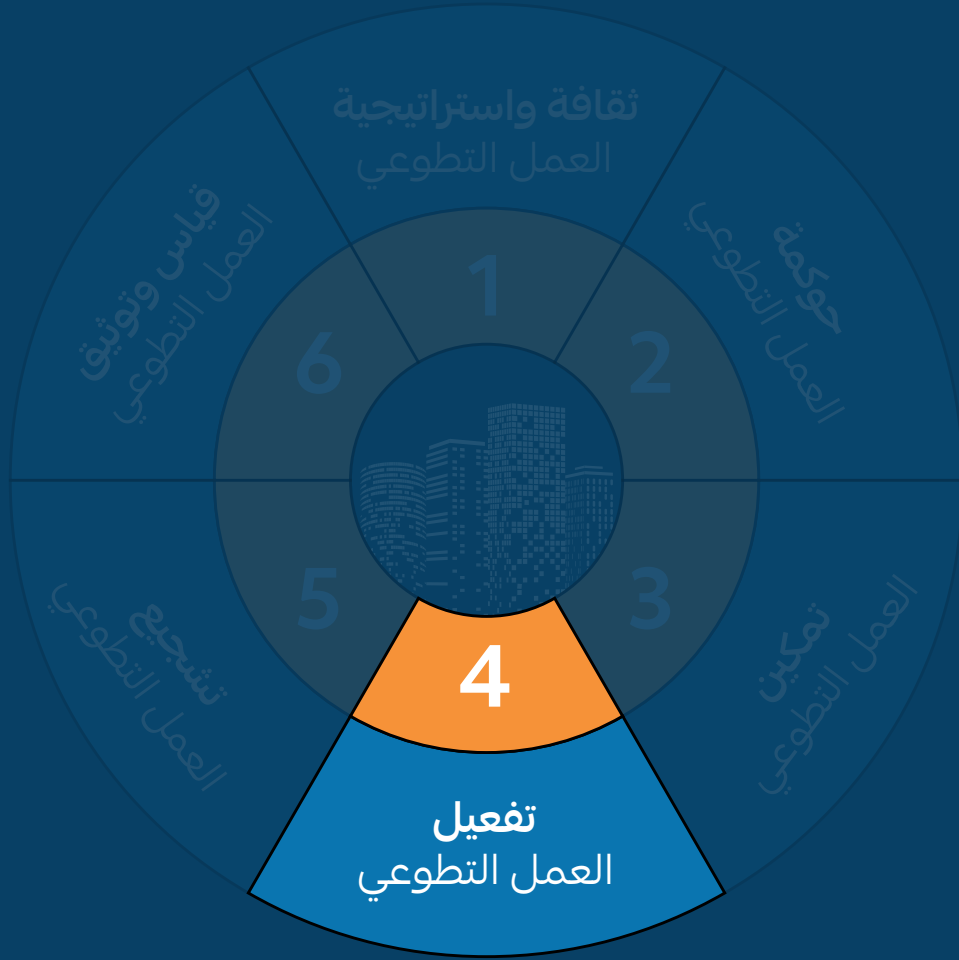 ثقافة واستراتيجية
العمل التطوعي
1
حوكمة
العمل التطوعي
2
تمكين
العمل التطوعي
3
4
تفعيل
العمل التطوعي
تشجيع
العمل التطوعي
5
قياس وتوثيق
العمل التطوعي
6